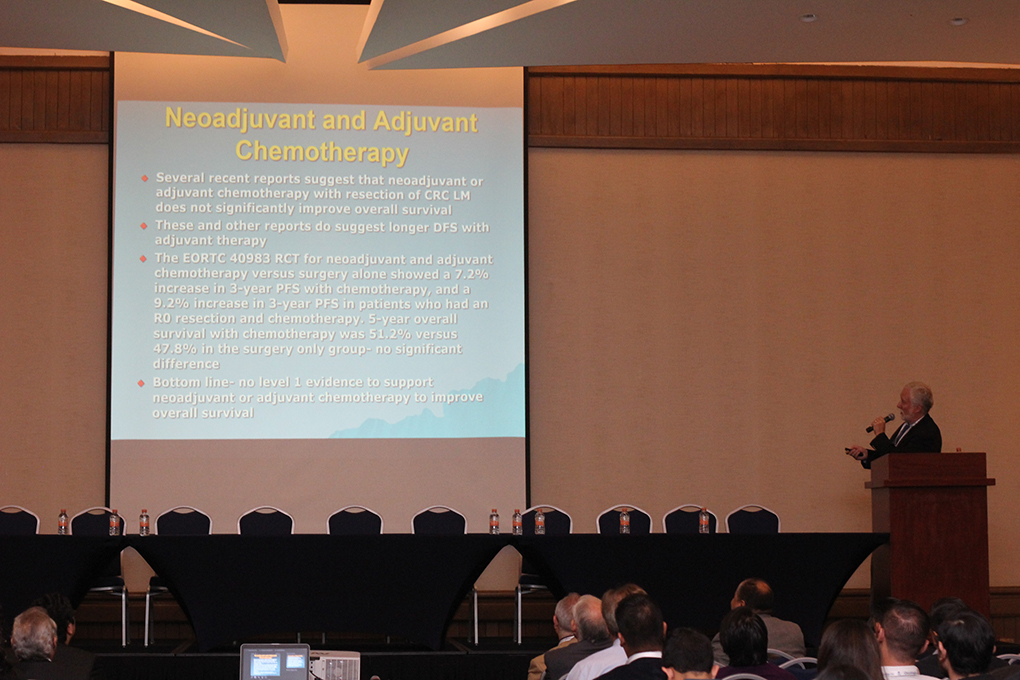 Neoadjuvant and Adjuvant
Chemotherapy
Several recent reports suggest that neoadjuvant or
adjuvant chemotherapy with resection of CRC LM
does not significantly improve overall survival
These and other reports do suggest longer DFS with
adjuvant therapy
The EORTC 40983 RCT for neoadjuvant and adjuvant
chemotherapy versus surgery alone showed a 7.2%
increase in 3-year PFS with chemotherapy, and a
9.2% increase in 3-year PFS in patients who had an
R0 resection and chemotherapy. 5-year overall
survival with chemotherapy was 51.2% versus
47.8% in the surgery only group- no significant
difference
Bottom line- no level 1 evidence to support
neoadjuvant or adjuvant chemotherapy to improve
overall survival